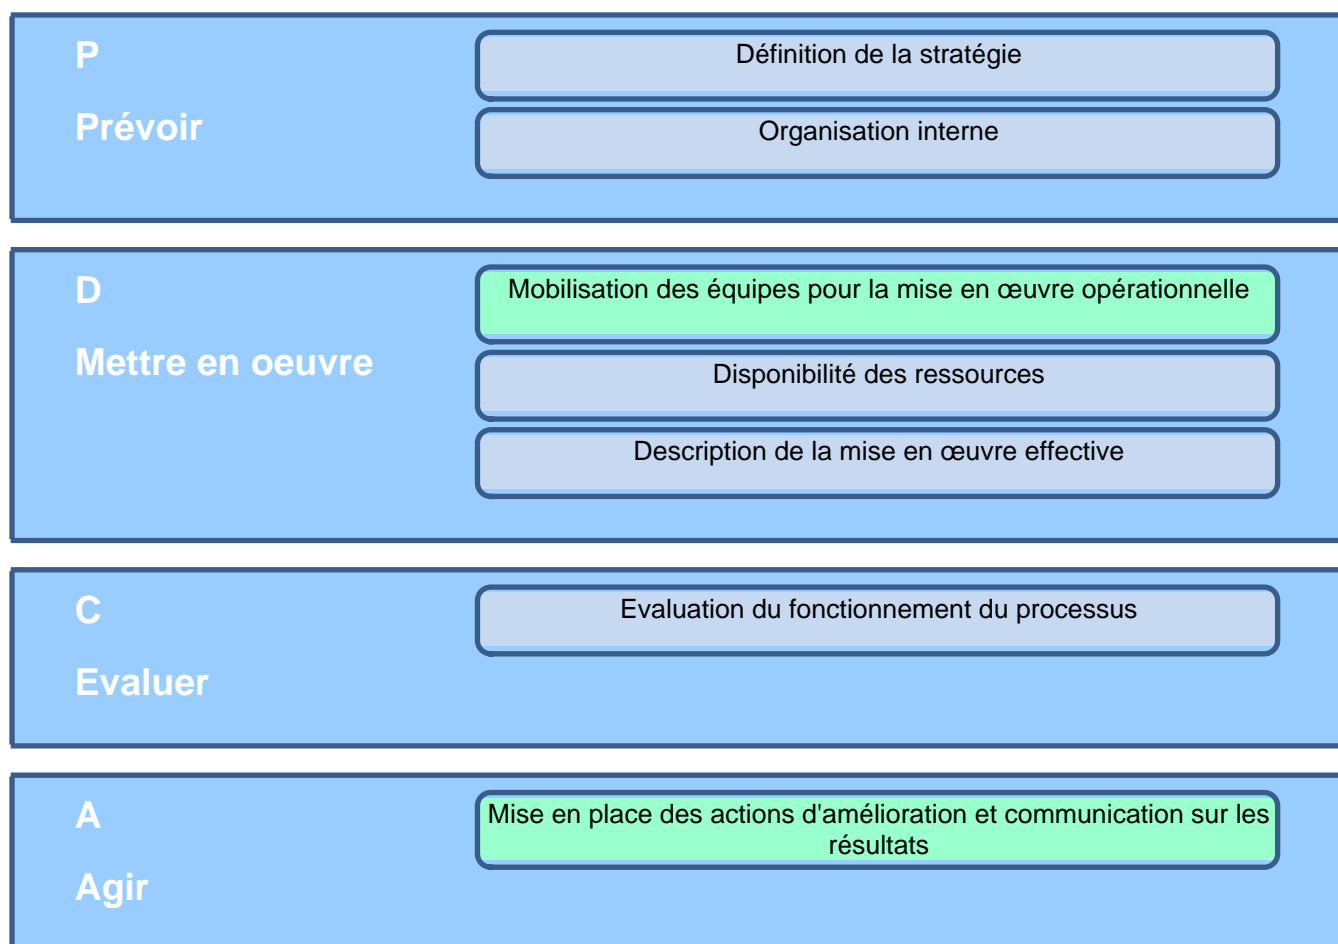 P
Prévoir
Définition de la stratégie
Organisation interne
D
Mettre en oeuvre
Mobilisation des équipes pour la mise en œuvre opérationnelle
Disponibilité des ressources
Description de la mise en œuvre effective
C
Evaluer
Evaluation du fonctionnement du processus
A
Agir
Mise en place des actions d'amélioration et communication sur les
résultats